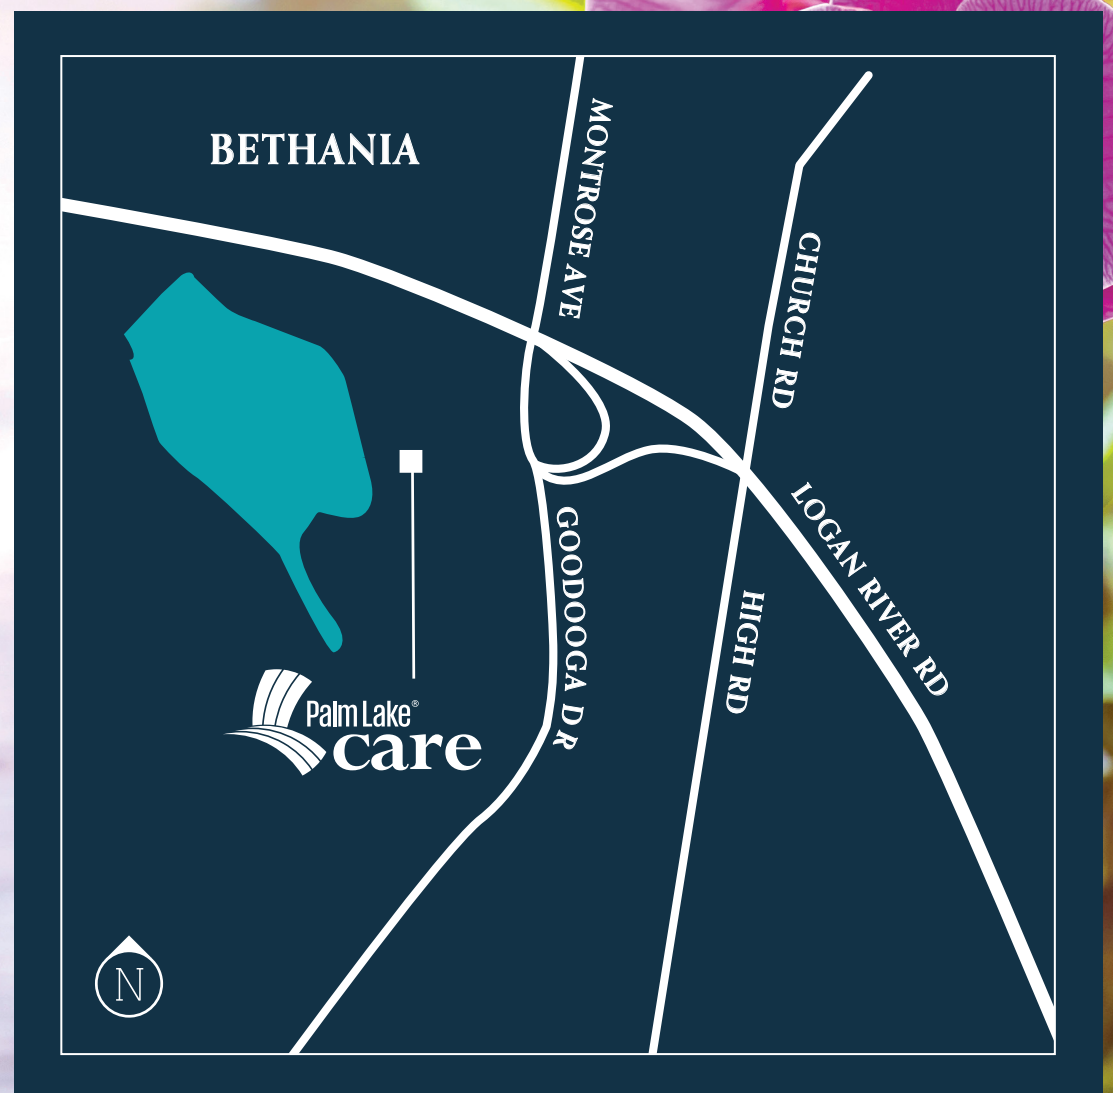 BETHANIA
MONTROSE AVE
CHURCH RD
LOGAN RIVER RD
GOODOOGA DR
HIGH RD
Palm Lake®
care
N